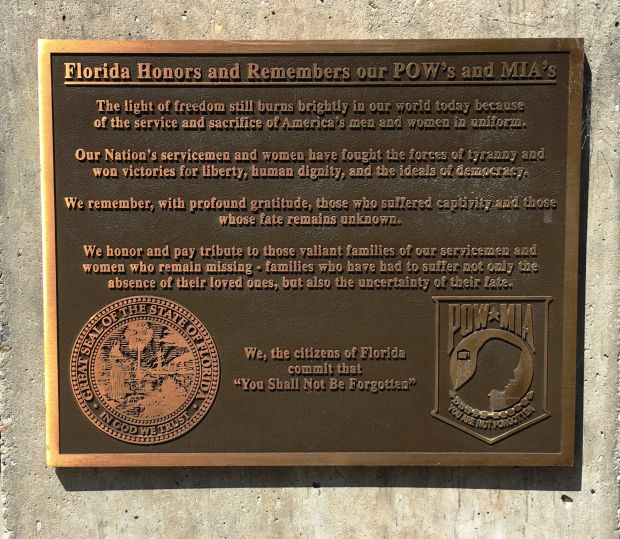 Florida Honors and Remembers our POW's and MIA's
The light of freedom still burns brightly in our world today because
of the service and sacrifice of America's men and women in uniform.
Our Nation's servicemen and women have fought the forces of tyranny and
won victories for liberty, human dignity, and the ideals of democracy.
We remember, with profound gratitude, those who suffered captivity and those
whose fate remains unknown.
We honor and pay tribute to those valiant families of our servicemen and
women who remain missing - families who have had to suffer not only the
absence of their loved ones, but also the uncertainty of their fate.
GREAT SEAL OF THE STATE OF FLORIDA
IN GOD WE TRUST
We, the citizens of Florida
commit that
"You Shall Not Be Forgotten"
POW★MIA
YOU ARE NOT FORGOTTEN